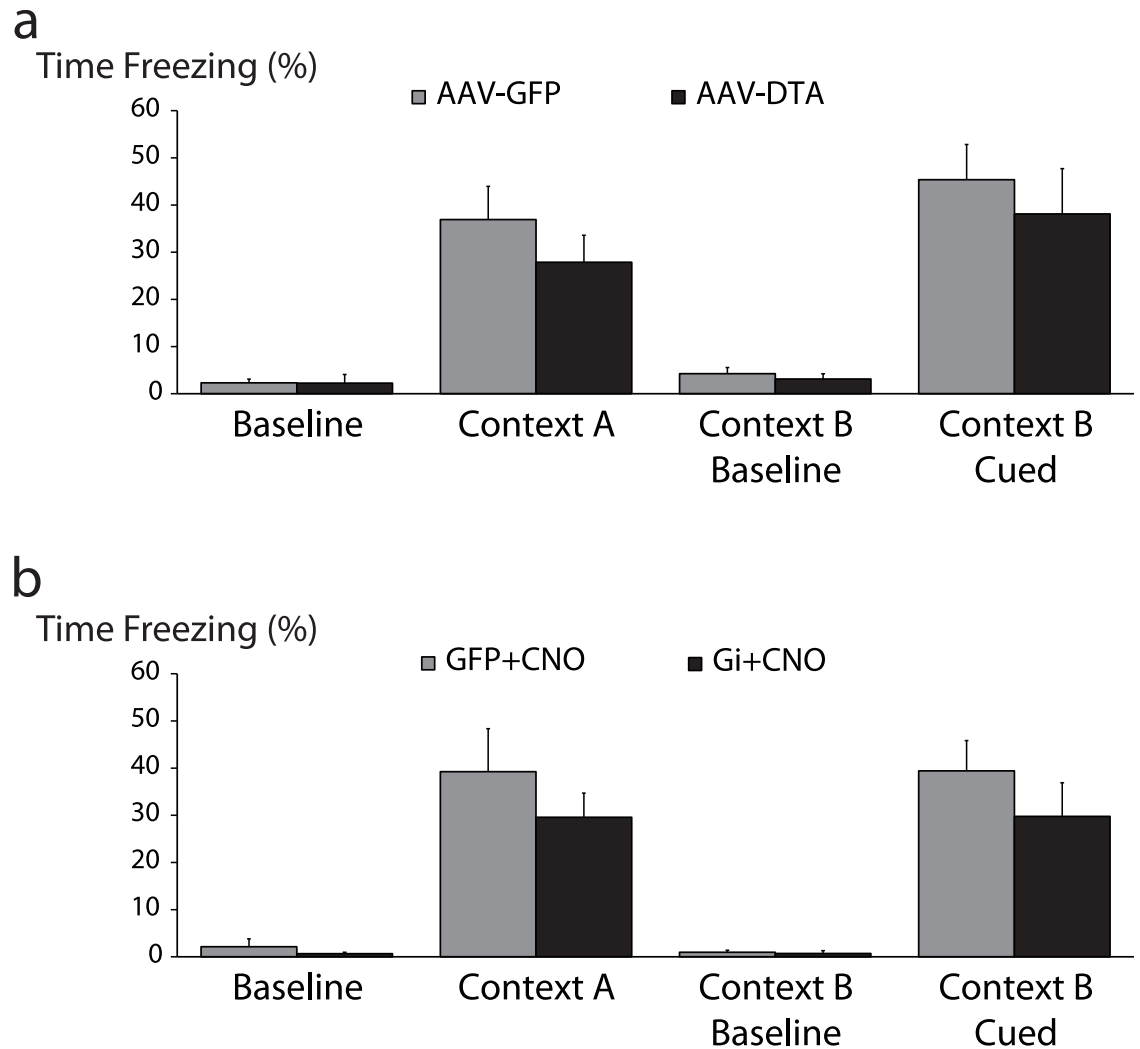 a
Time Freezing (%)
AAV-GFP AAV-DTA
60
50
40
30
20
10
0
Baseline Context A Context B Context B
Baseline Cued
b
Time Freezing (%)
GFP+CNO Gi+CNO
60
50
40
30
20
10
0
Baseline Context A Context B Context B
Baseline Cued